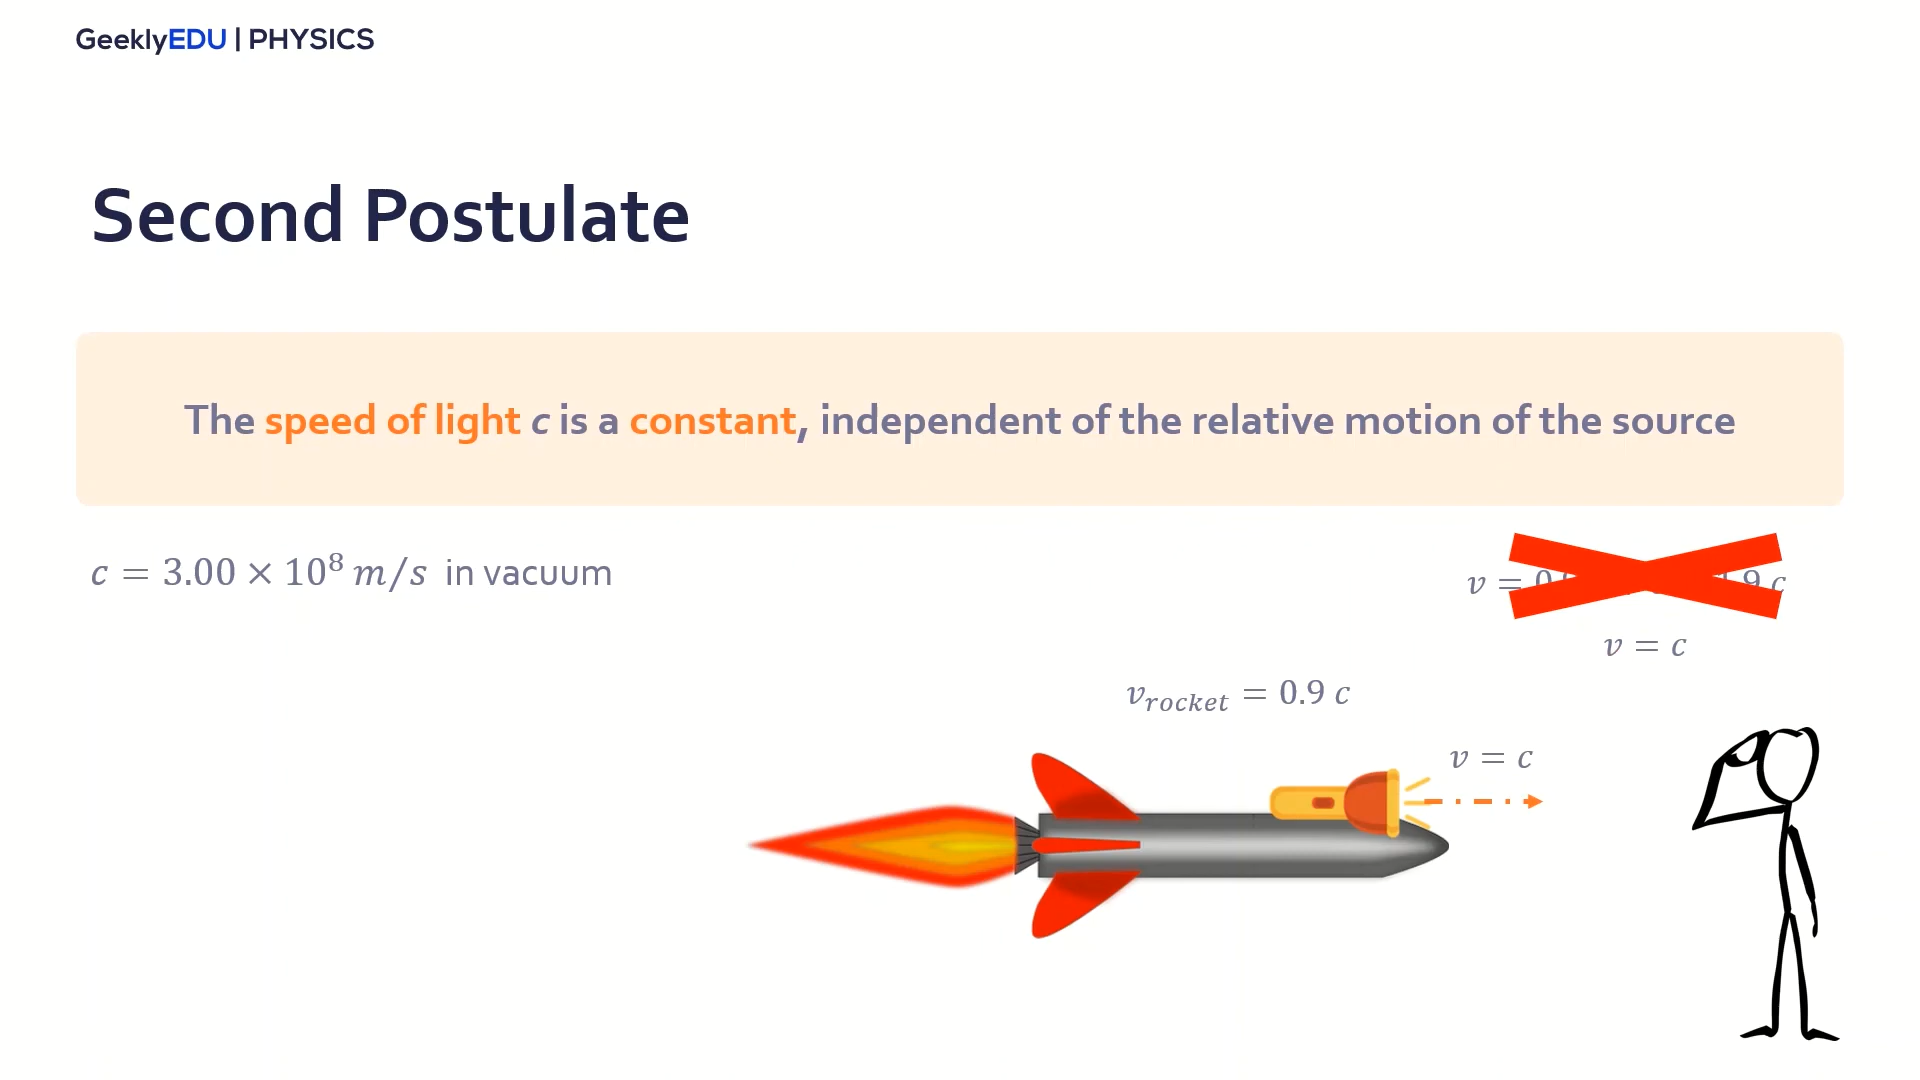 GeeklyEDU | PHYSICS
Second Postulate
The speed of light c is a constant, independent of the relative motion of the source
c = 3.00 × 10⁸ m/s in vacuum
v = c
v_rocket = 0.9 c
v = c